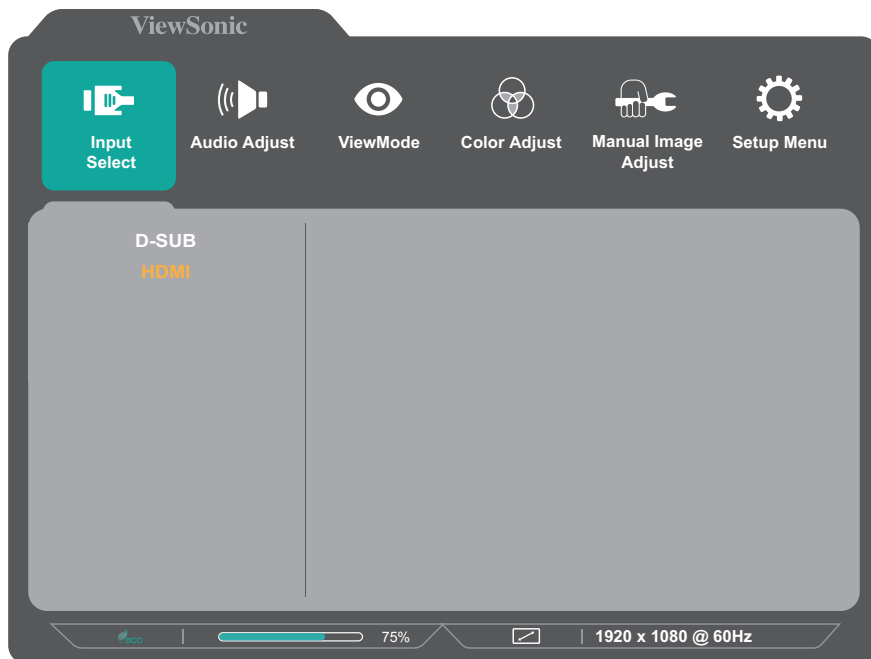 ViewSonic
Input Select
Audio Adjust
ViewMode
Color Adjust
Manual Image Adjust
Setup Menu
D-SUB
HDMI
eco
75%
1920 x 1080 @ 60Hz